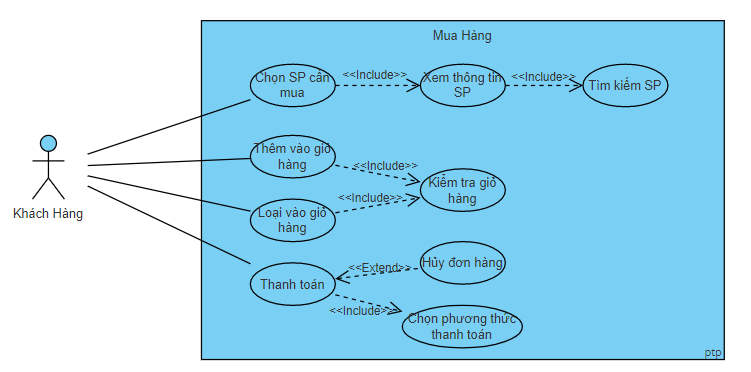 Mua Hàng
Chọn SP cần
mua
<<Include>>
Xem thông tin
SP
<<Include>>
Tìm kiếm SP
Thêm vào giỏ
hàng
<<Include>>
Kiểm tra giỏ
hàng
<<Include>>
Loại vào giỏ
hàng
Khách Hàng
Thanh toán
<<Extend>>
Hủy đơn hàng
<<Include>>
Chọn phương thức
thanh toán
ptp